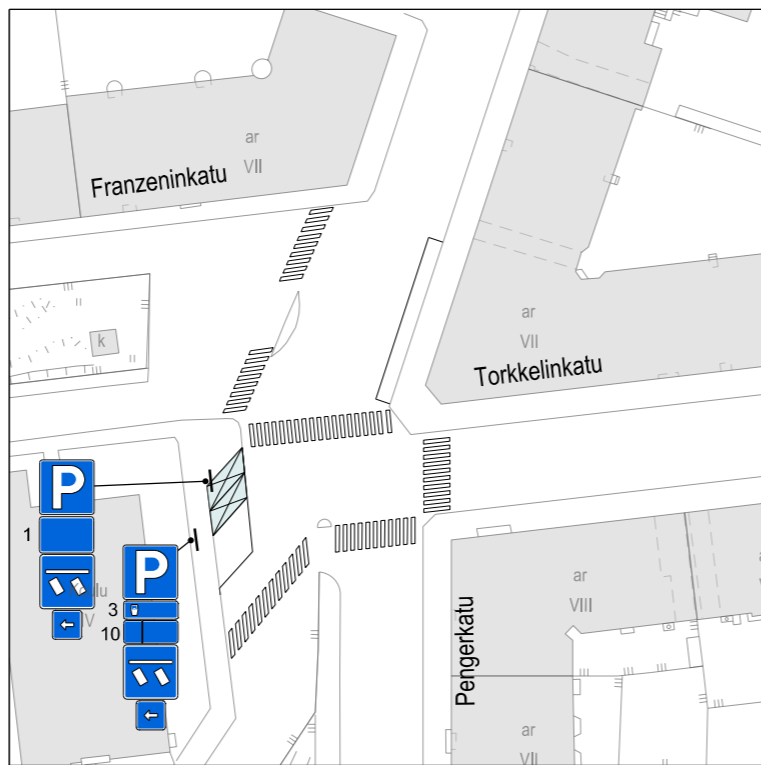 ar
VII
Franzeninkatu
k
ar
VII
Torkkelinkatu
P
1
P
3
10
V
ar
VIII
Pengerkatu
ar
VII